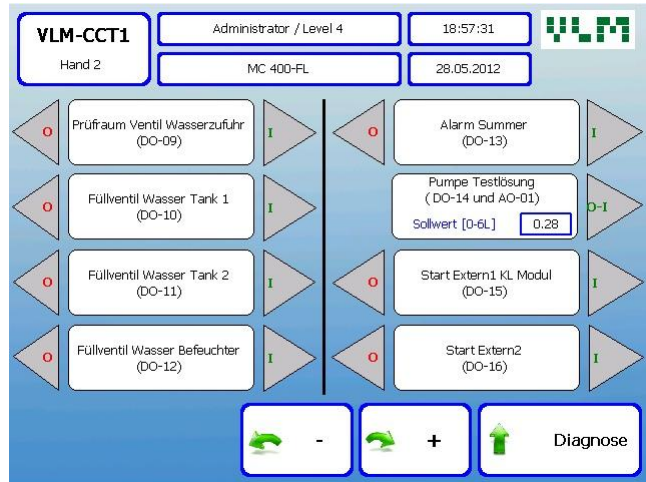 VLM-CCT1
Hand 2
Administrator / Level 4
18:57:31
VLM
MC 400-FL
28.05.2012
O
Prüfraum Ventil Wasserzufuhr
(DO-09)
I
O
Füllventil Wasser Tank 1
(DO-10)
I
O
Füllventil Wasser Tank 2
(DO-11)
I
O
Füllventil Wasser Befeuchter
(DO-12)
I
O
Alarm Summer
(DO-13)
I
Pumpe Testlösung
( DO-14 und AO-01)
Sollwert [0-6L] 0.28
O-I
O
Start Extern1 KL Modul
(DO-15)
I
O
Start Extern2
(DO-16)
I
-
+
Diagnose